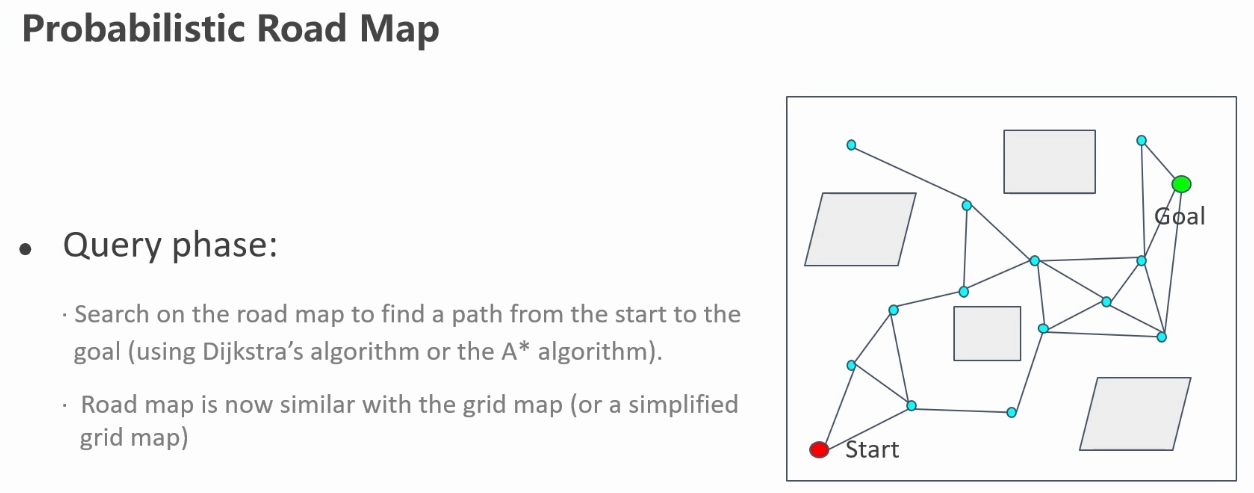 Probabilistic Road Map
● Query phase:
· Search on the road map to find a path from the start to the
goal (using Dijkstra’s algorithm or the A* algorithm).
· Road map is now similar with the grid map (or a simplified
grid map)
Goal
Start